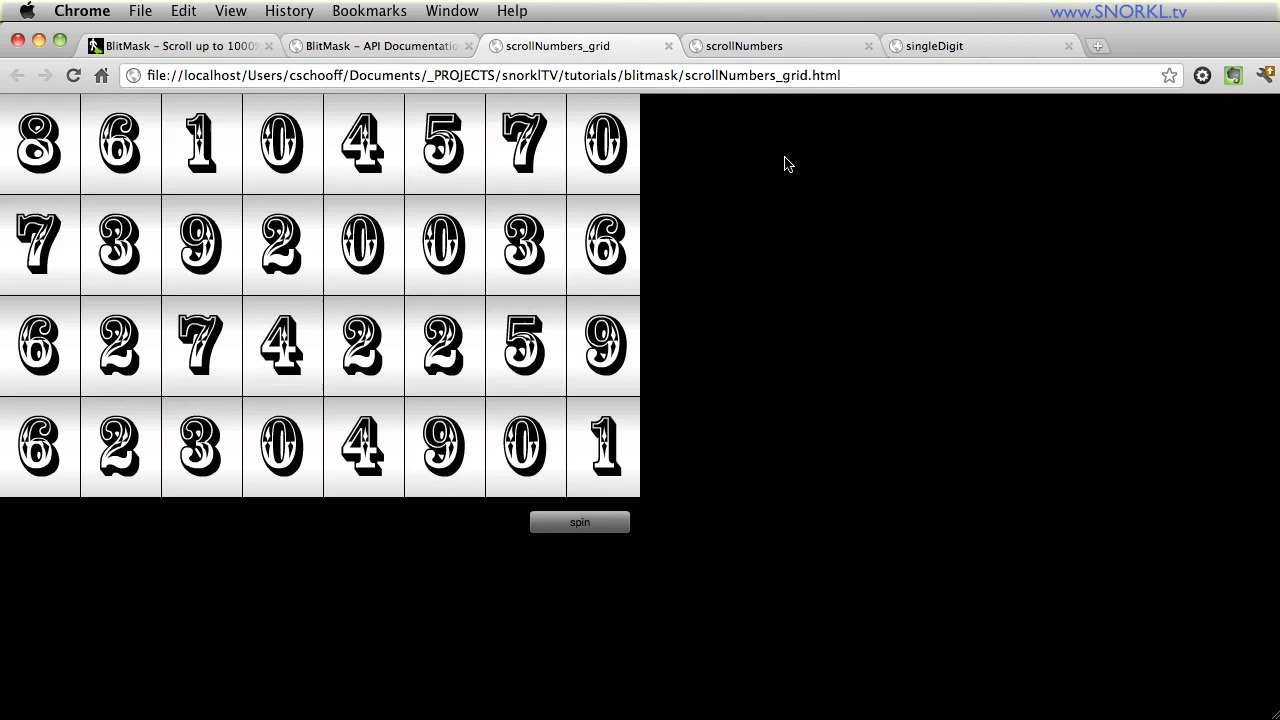 Chrome File Edit View History Bookmarks Window Help www.SNORKL.tv
BlitMask - Scroll up to 1000% BlitMask - API Documentatio scrollNumbers_grid scrollNumbers singleDigit
file://localhost/Users/cschooff/Documents/_PROJECTS/snorklTV/tutorials/blitmask/scrollNumbers_grid.html
8 6 1 0 4 5 7 0
7 3 9 2 0 0 3 6
6 2 7 4 2 2 5 9
6 2 3 0 4 9 0 1
spin